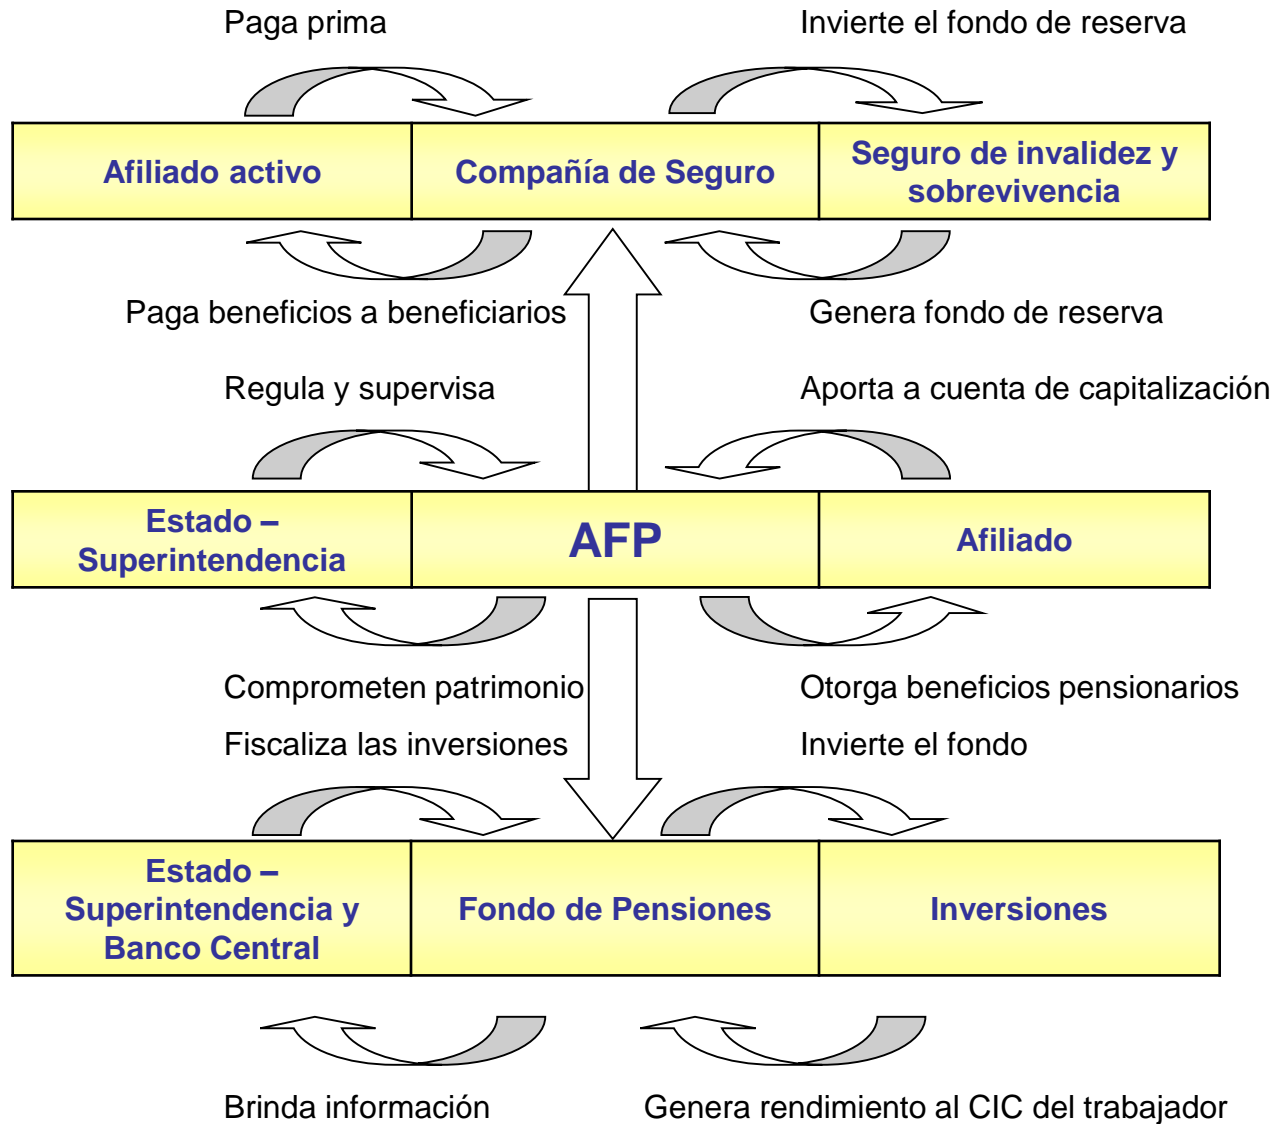 Paga prima
Invierte el fondo de reserva
Afiliado activo
Compañía de Seguro
Seguro de invalidez y
sobrevivencia
Paga beneficios a beneficiarios
Genera fondo de reserva
Regula y supervisa
Aporta a cuenta de capitalización
Estado –
Superintendencia
AFP
Afiliado
Comprometen patrimonio
Otorga beneficios pensionarios
Fiscaliza las inversiones
Invierte el fondo
Estado –
Superintendencia y
Banco Central
Fondo de Pensiones
Inversiones
Brinda información
Genera rendimiento al CIC del trabajador